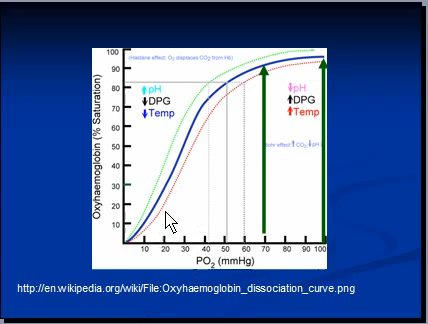 (Haldane effect: O2 displaces CO2 from Hb)
100
90
80
70
60
50
40
30
20
10
Oxyhaemoglobin (% Saturation)
pH
DPG
Temp
pH
DPG
Temp
10 20 30 40 50 60 70 80 90 100
PO2 (mmHg)
http://en.wikipedia.org/wiki/File:Oxyhaemoglobin_dissociation_curve.png